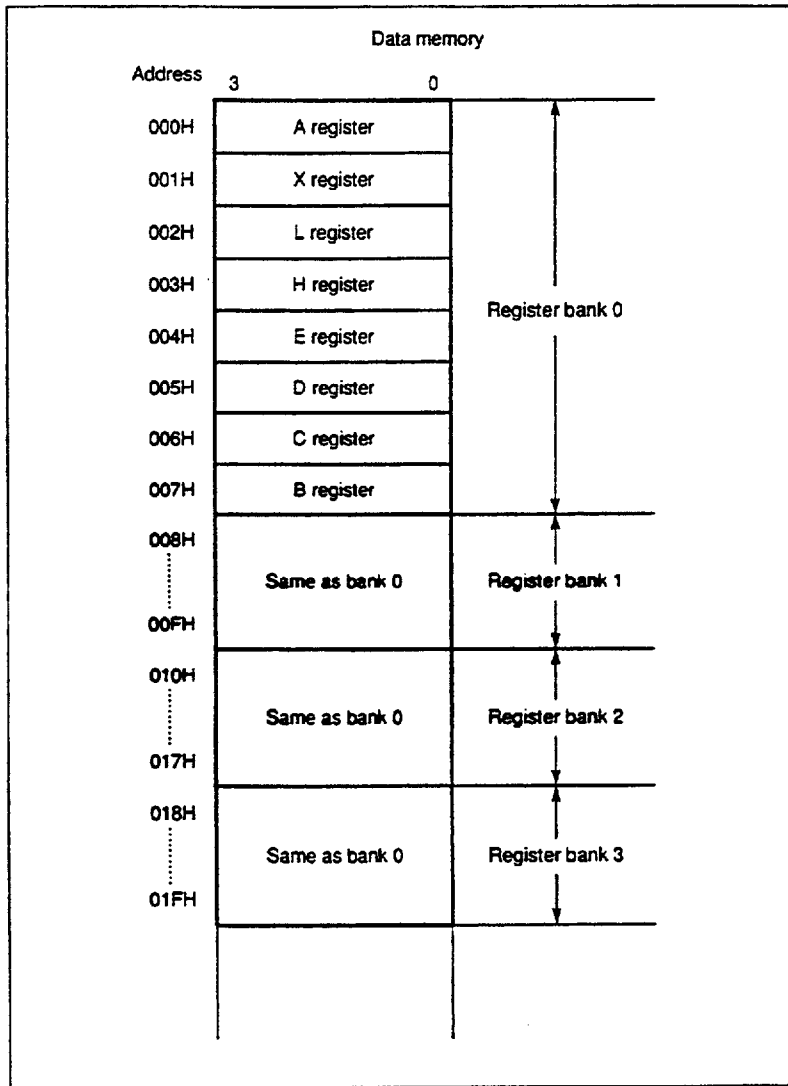 Data memory
Address 3 0
000H A register
001H X register
002H L register
003H H register
Register bank 0
004H E register
005H D register
006H C register
007H B register
008H
Same as bank 0 Register bank 1
00FH
010H
Same as bank 0 Register bank 2
017H
018H
Same as bank 0 Register bank 3
01FH